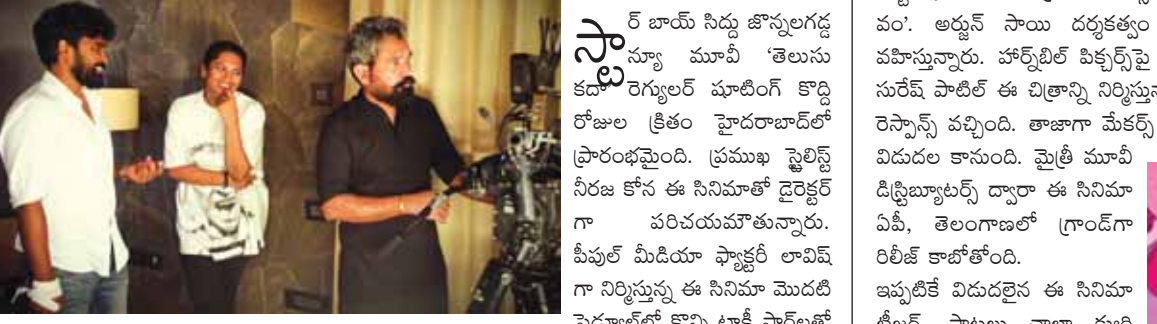 స్టార్ బాయ్ సిద్దు జొన్నలగడ్డ
న్యూ మూవీ 'తెలుసు
కదా' రెగ్యులర్ షూటింగ్ కొద్ది
రోజుల క్రితం హైదరాబాద్‌లో
ప్రారంభమైంది. ప్రముఖ స్టైలిస్ట్
నీరజ కోన ఈ సినిమాతో డైరెక్టర్
గా పరిచయమౌతున్నారు.
పీపుల్ మీడియా ఫ్యాక్టరీ లావిష్
గా నిర్మిస్తున్న ఈ సినిమా మొదటి
షెడ్యూల్‌లో కొన్ని టాకీ పార్ట్‌లతో
వం'. అర్జున్ సాయి దర్శకత్వం
వహిస్తున్నారు. హార్న్‌బిల్ పిక్చర్స్‌పై
సురేష్ పాటిల్ ఈ చిత్రాన్ని
రెస్పాన్స్ వచ్చింది. తాజాగా మేకర్స్
విడుదల కానుంది. మైత్రీ మూవీ
డిస్ట్రిబ్యూటర్స్ ద్వారా ఈ సినిమా
ఏపీ, తెలంగాణలో గ్రాండ్‌గా
రిలీజ్ కాబోతోంది.
ఇప్పటికే విడుదలైన ఈ సినిమా